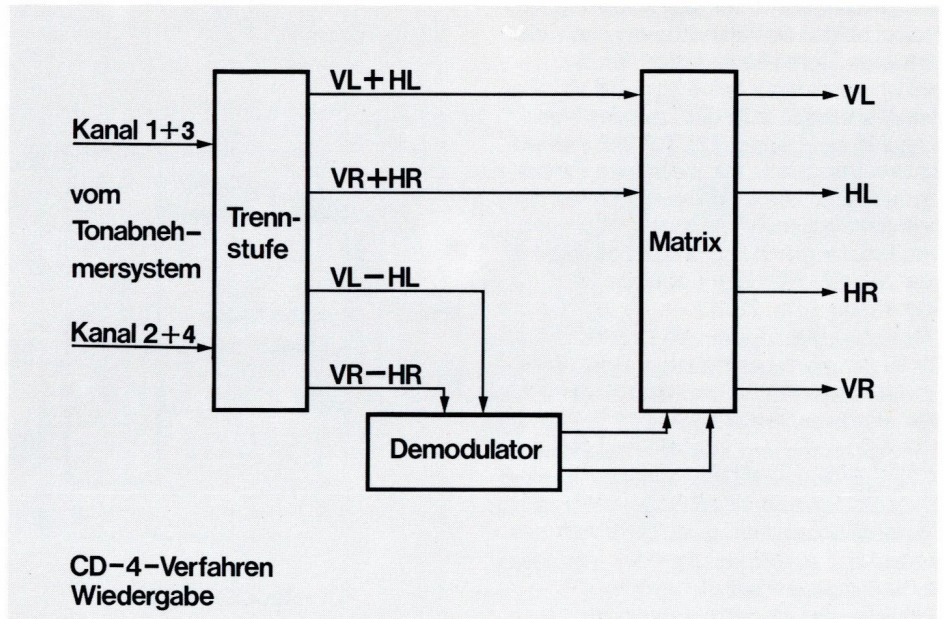 VL+HL
VL
Kanal 1+3
VR+HR
HL
vom
Tonabneh-
mersystem
Trenn-
stufe
Matrix
VL−HL
HR
Kanal 2+4
VR−HR
VR
Demodulator
CD-4-Verfahren
Wiedergabe